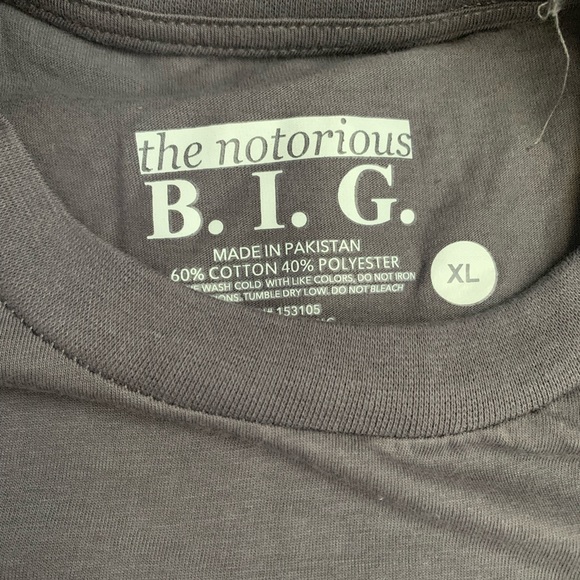 the notorious
B. I. G.
MADE IN PAKISTAN
60% COTTON 40% POLYESTER
WASH COLD WITH LIKE COLORS, DO NOT IRON
TUMBLE DRY LOW. DO NOT BLEACH
153105
XL